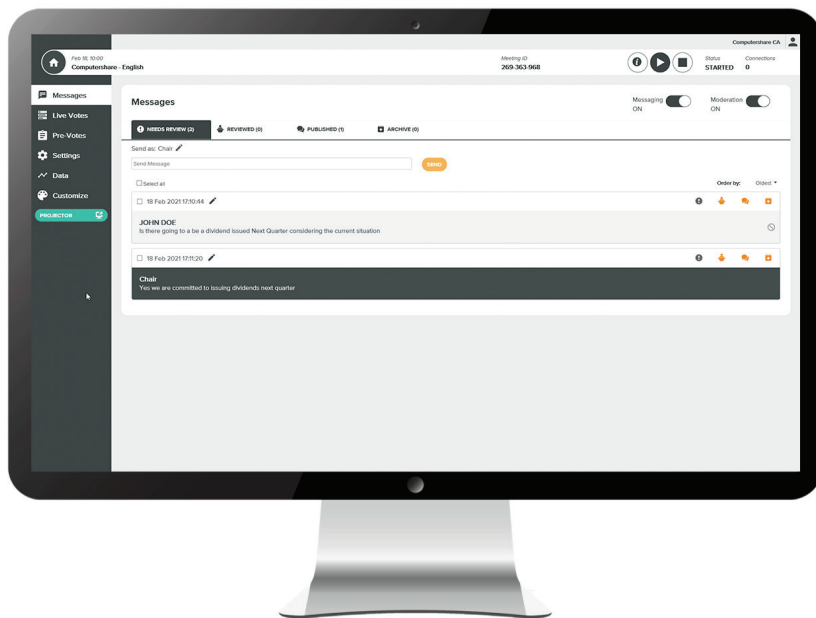 Computershare CA
Feb 18, 10:00
Computershare - English
Meeting ID
269-363-968
Status
STARTED
Connections
0
Messages
Live Votes
Pre-Votes
Settings
Data
Customize
PROJECTOR
Messages
Messaging
ON
Moderation
ON
NEEDS REVIEW (2)
REVIEWED (0)
PUBLISHED (1)
ARCHIVE (0)
Send as: Chair
Send Message
SEND
Select all
Order by:
Oldest
18 Feb 2021 17:10:44
JOHN DOE
Is there going to a be a dividend issued Next Quarter considering the current situation
18 Feb 2021 17:11:20
Chair
Yes we are committed to issuing dividends next quarter